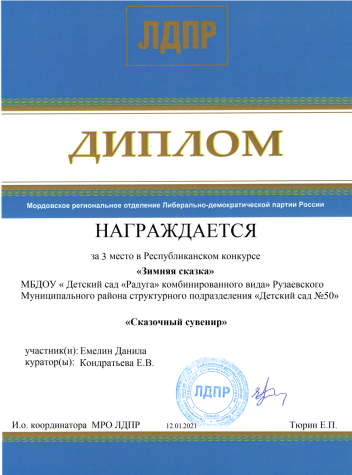 ЛДПР
ДИПЛОМ
Мордовское региональное отделение Либерально-демократической партии России
НАГРАЖДАЕТСЯ
за 3 место в Республиканском конкурсе
«Зимняя сказка»
МБДОУ « Детский сад «Радуга» комбинированного вида» Рузаевского
Муниципального района структурного подразделения «Детский сад №50»
«Сказочный сувенир»
участник(и): Емелин Данила
куратор(ы): Кондратьева Е.В.
ЛДПР
И.о. координатора МРО ЛДПР 12.01.2021 Тюрин Е.П.